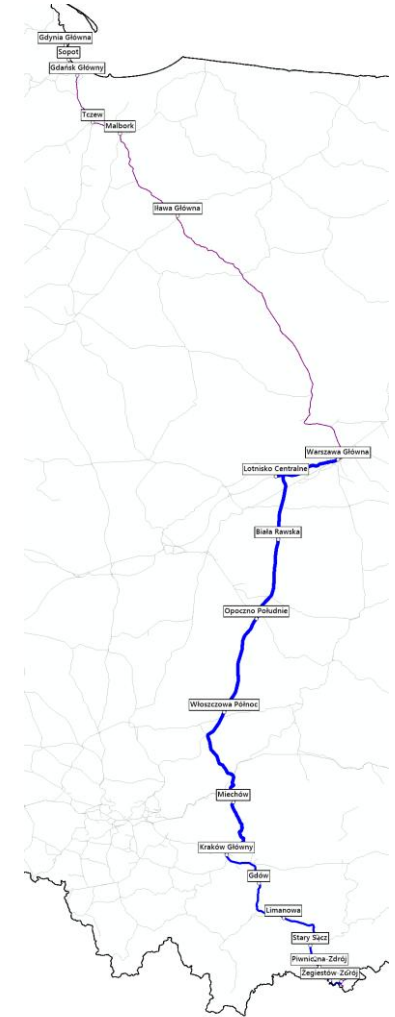 Gdynia Główna
Sopot
Gdańsk Główny
Tczew
Malbork
Iława Główna
Warszawa Główna
Lotnisko Centralne
Biała Rawska
Opoczno Południe
Włoszczowa Północ
Miechów
Kraków Główny
Gdów
Limanowa
Stary Sącz
Piwniczna-Zdrój
Żegiestów-Zdrój